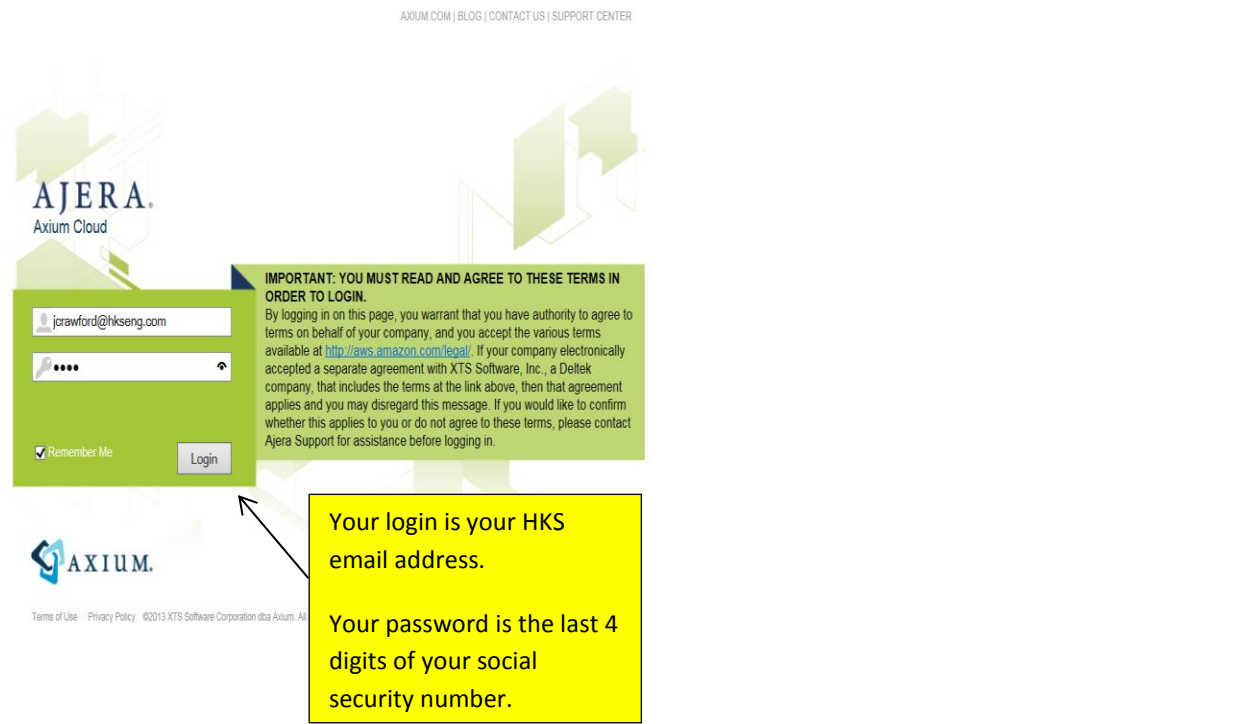 AXIUM.COM | BLOG | CONTACT US | SUPPORT CENTER
AJERA.
Axium Cloud
IMPORTANT: YOU MUST READ AND AGREE TO THESE TERMS IN
ORDER TO LOGIN.
By logging in on this page, you warrant that you have authority to agree to
terms on behalf of your company, and you accept the various terms
available at http://aws.amazon.com/legal/. If your company electronically
accepted a separate agreement with XTS Software, Inc., a Deltek
company, that includes the terms at the link above, then that agreement
applies and you may disregard this message. If you would like to confirm
whether this applies to you or do not agree to these terms, please contact
Ajera Support for assistance before logging in.
jcrawford@hkseng.com
••••
Remember Me
Login
Your login is your HKS
email address.
Your password is the last 4
digits of your social
security number.
AXIUM.
Terms of Use Privacy Policy ©2013 XTS Software Corporation dba Axium. All